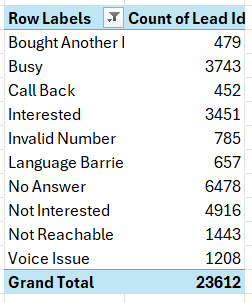 Row Labels Count of Lead Id
Bought Another I 479
Busy 3743
Call Back 452
Interested 3451
Invalid Number 785
Language Barrie 657
No Answer 6478
Not Interested 4916
Not Reachable 1443
Voice Issue 1208
Grand Total 23612